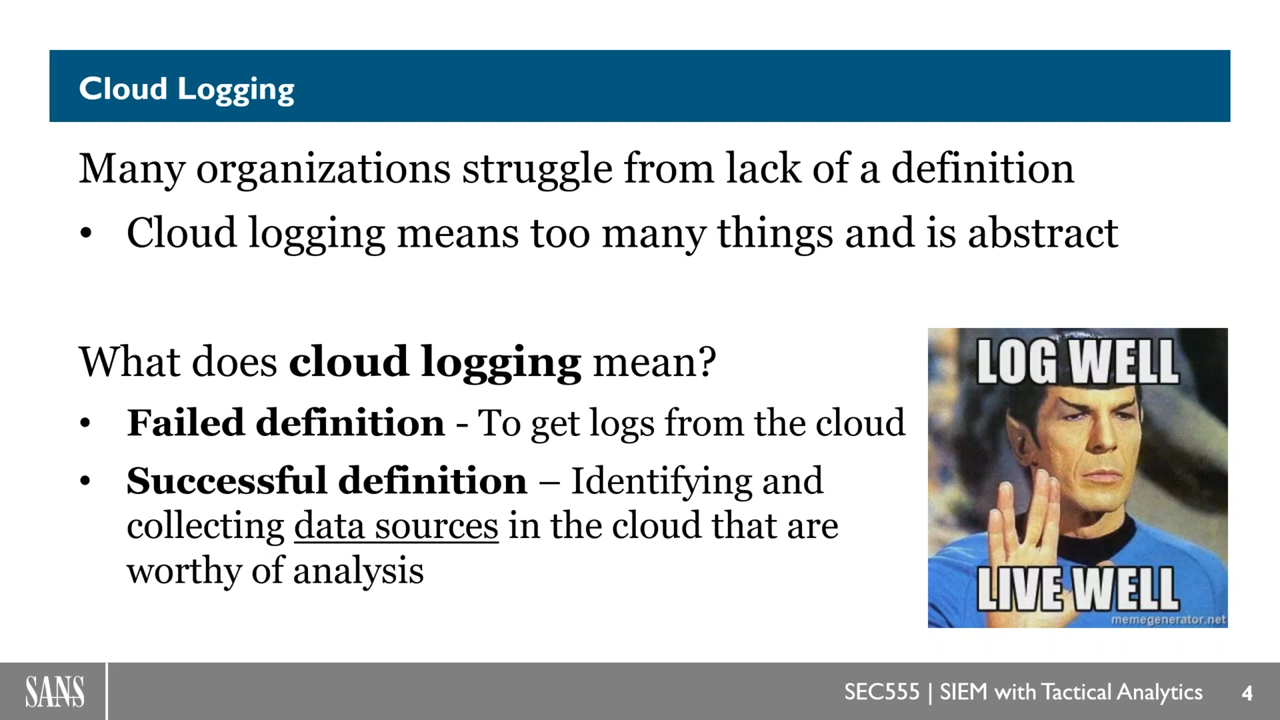 Cloud Logging
Many organizations struggle from lack of a definition
• Cloud logging means too many things and is abstract
What does cloud logging mean?
• Failed definition - To get logs from the cloud
• Successful definition – Identifying and
collecting data sources in the cloud that are
worthy of analysis
LOG WELL
LIVE WELL
memegenerator.net
SANS
SEC555 | SIEM with Tactical Analytics
4